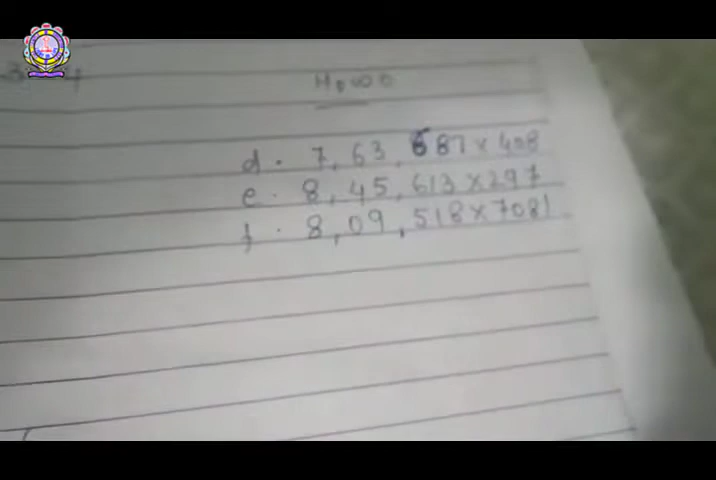 H.W
d. 7,63,687×408
e. 8,45,613×297
f. 8,09,518×7081